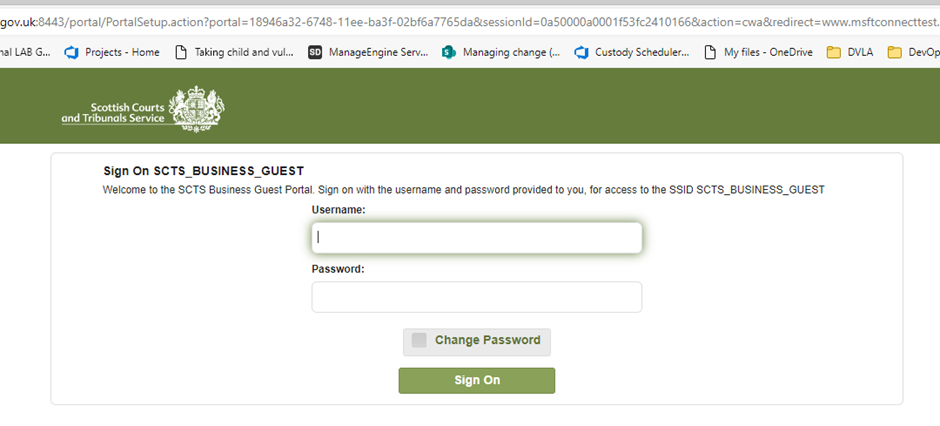 gov.uk:8443/portal/PortalSetup.action?portal=18946a32-6748-11ee-ba3f-02bf6a7765da&sessionId=0a50000a0001f53fc2410166&action=cwa&redirect=www.msftconnecttest.
nal LAB G... Projects - Home Taking child and vul... SD ManageEngine Serv... Managing change (... Custody Scheduler... My files - OneDrive DVLA DevOp
Scottish Courts
and Tribunals Service
Sign On SCTS_BUSINESS_GUEST
Welcome to the SCTS Business Guest Portal. Sign on with the username and password provided to you, for access to the SSID SCTS_BUSINESS_GUEST
Username:
Password:
Change Password
Sign On